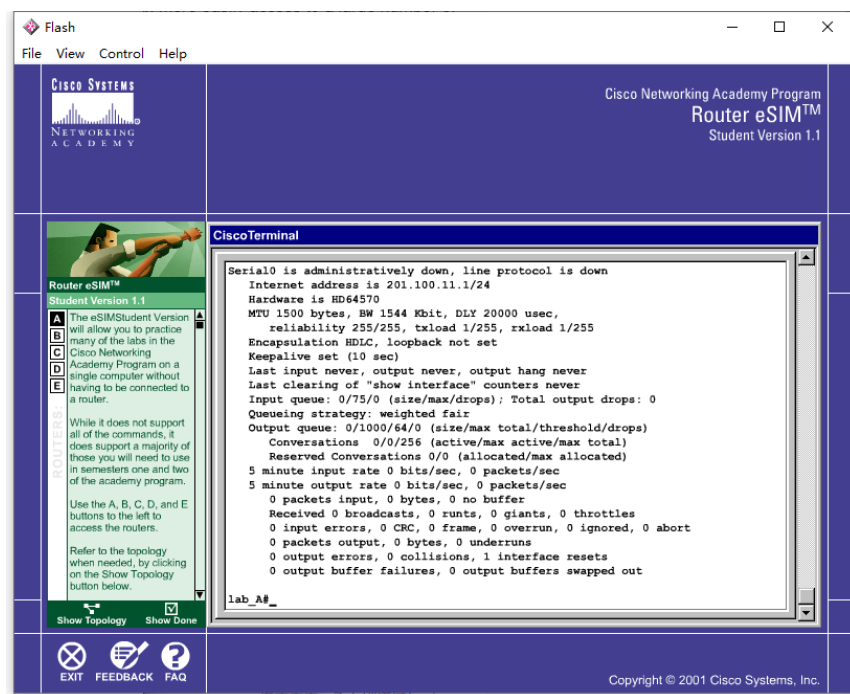 Flash
File View Control Help
CISCO SYSTEMS
NETWORKING
ACADEMY
Cisco Networking Academy Program
Router eSIM™
Student Version 1.1
CiscoTerminal
Router eSIM™
Student Version 1.1
A
B
C
D
E
ROUTERS:
The eSIMStudent Version
will allow you to practice
many of the labs in the
Cisco Networking
Academy Program on a
single computer without
having to be connected to
a router.
While it does not support
all of the commands, it
does support a majority of
those you will need to use
in semesters one and two
of the academy program.
Use the A, B, C, D, and E
buttons to the left to
access the routers.
Refer to the topology
when needed, by clicking
on the Show Topology
button below.
Show Topology Show Done
Serial0 is administratively down, line protocol is down
Internet address is 201.100.11.1/24
Hardware is HD64570
MTU 1500 bytes, BW 1544 Kbit, DLY 20000 usec,
reliability 255/255, txload 1/255, rxload 1/255
Encapsulation HDLC, loopback not set
Keepalive set (10 sec)
Last input never, output never, output hang never
Last clearing of "show interface" counters never
Input queue: 0/75/0 (size/max/drops); Total output drops: 0
Queueing strategy: weighted fair
Output queue: 0/1000/64/0 (size/max total/threshold/drops)
Conversations 0/0/256 (active/max active/max total)
Reserved Conversations 0/0 (allocated/max allocated)
5 minute input rate 0 bits/sec, 0 packets/sec
5 minute output rate 0 bits/sec, 0 packets/sec
0 packets input, 0 bytes, 0 no buffer
Received 0 broadcasts, 0 runts, 0 giants, 0 throttles
0 input errors, 0 CRC, 0 frame, 0 overrun, 0 ignored, 0 abort
0 packets output, 0 bytes, 0 underruns
0 output errors, 0 collisions, 1 interface resets
0 output buffer failures, 0 output buffers swapped out
lab_A#_
EXIT FEEDBACK FAQ
Copyright © 2001 Cisco Systems, Inc.